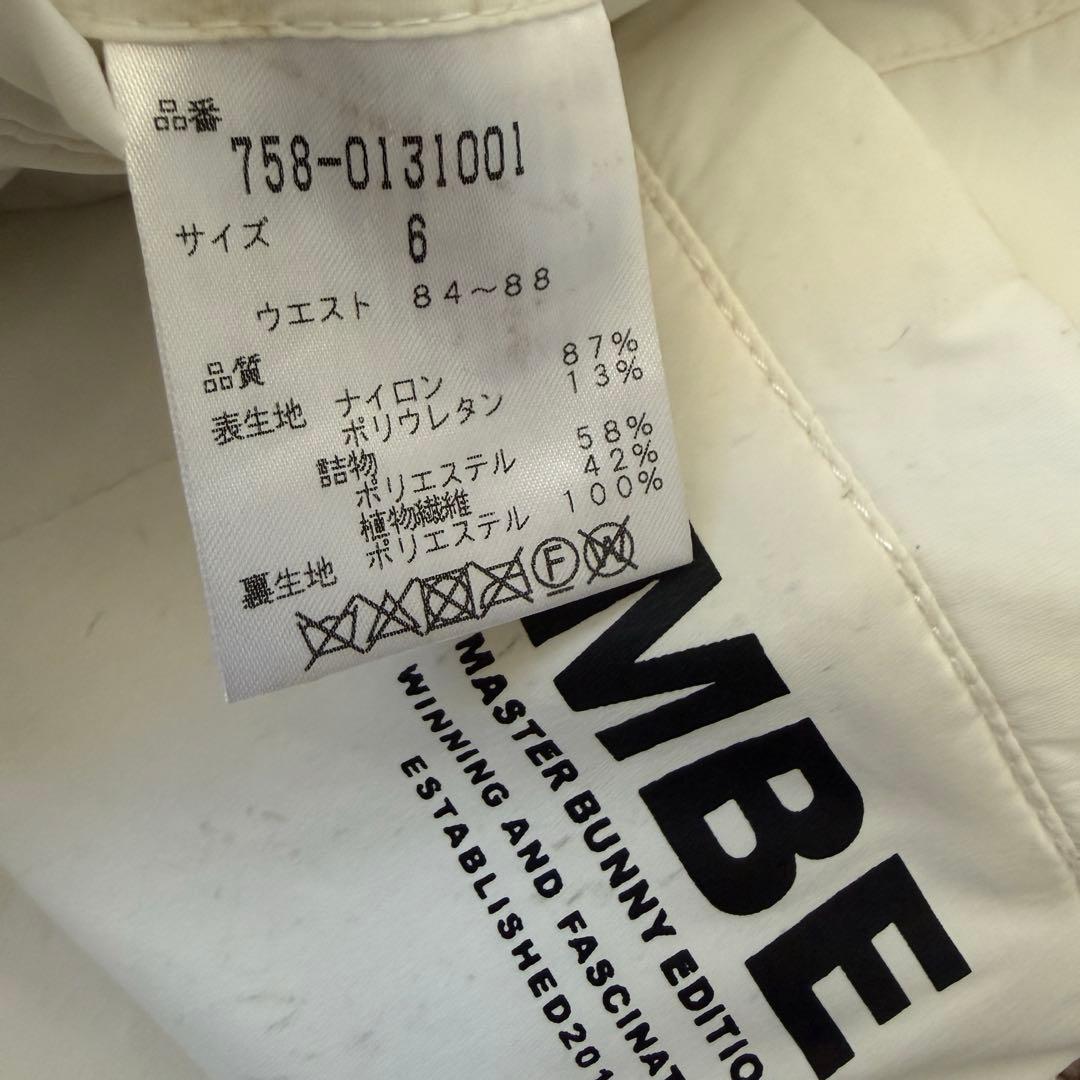 品番
758-0131001
サイズ 6
ウエスト 84～88
品質
表生地 ナイロン 87%
ポリウレタン 13%
詰物
ポリエステル 58%
植物繊維 42%
裏生地 ポリエステル 100%
F W
MBE
MASTER BUNNY EDITIO
WINNING AND FASCINAT
ESTABLISHED201